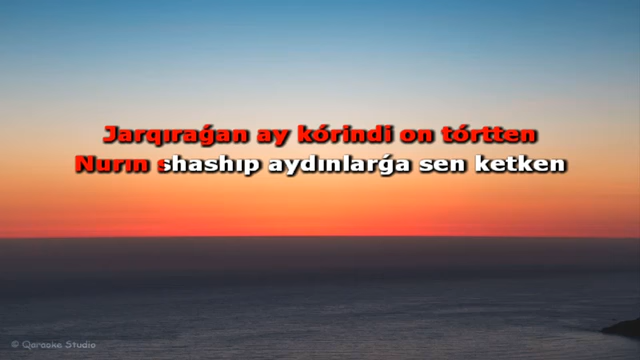 Jarqıraǵan ay kórindi on tórtten
Nurın shashıp aydınlarǵa sen ketken
© Qaraoke Studio